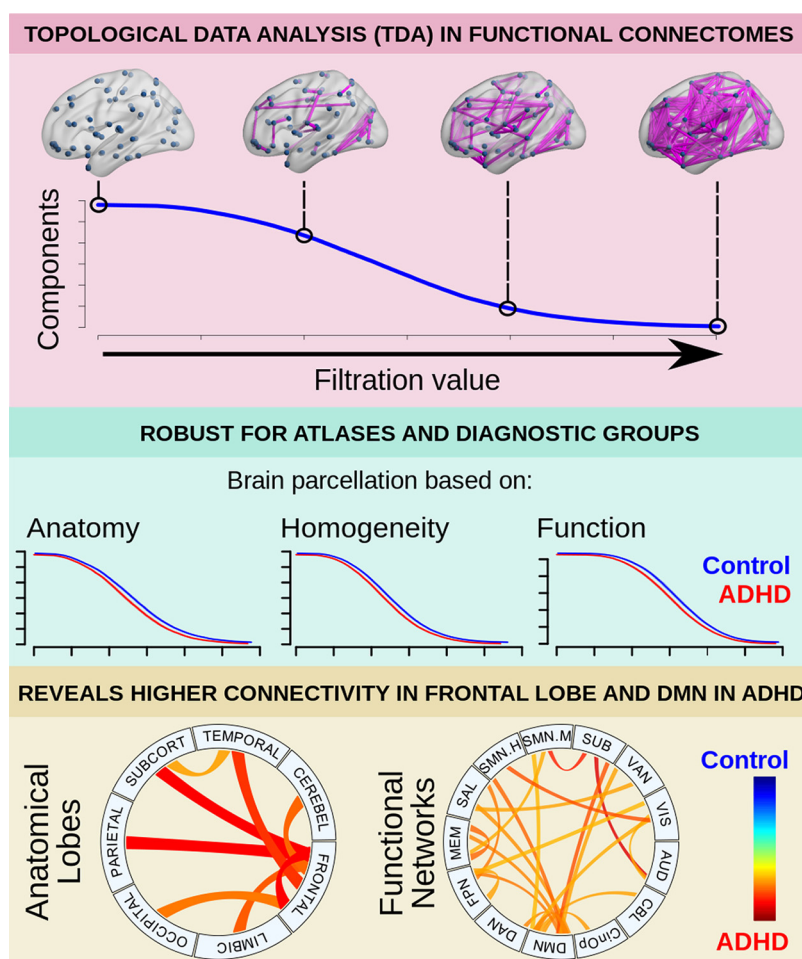 TOPOLOGICAL DATA ANALYSIS (TDA) IN FUNCTIONAL CONNECTOMES
Components
Filtration value
ROBUST FOR ATLASES AND DIAGNOSTIC GROUPS
Brain parcellation based on:
Anatomy
Homogeneity
Function
Control
ADHD
REVEALS HIGHER CONNECTIVITY IN FRONTAL LOBE AND DMN IN ADHD
Anatomical
Lobes
SUBCORT
TEMPORAL
CEREBEL
FRONTAL
LIMBIC
OCCIPITAL
PARIETAL
Functional
Networks
SMN.H
SMN.M
SUB
VAN
VIS
AUD
CBL
CinOp
DMN
DAN
FPN
MEM
SAL
Control
ADHD